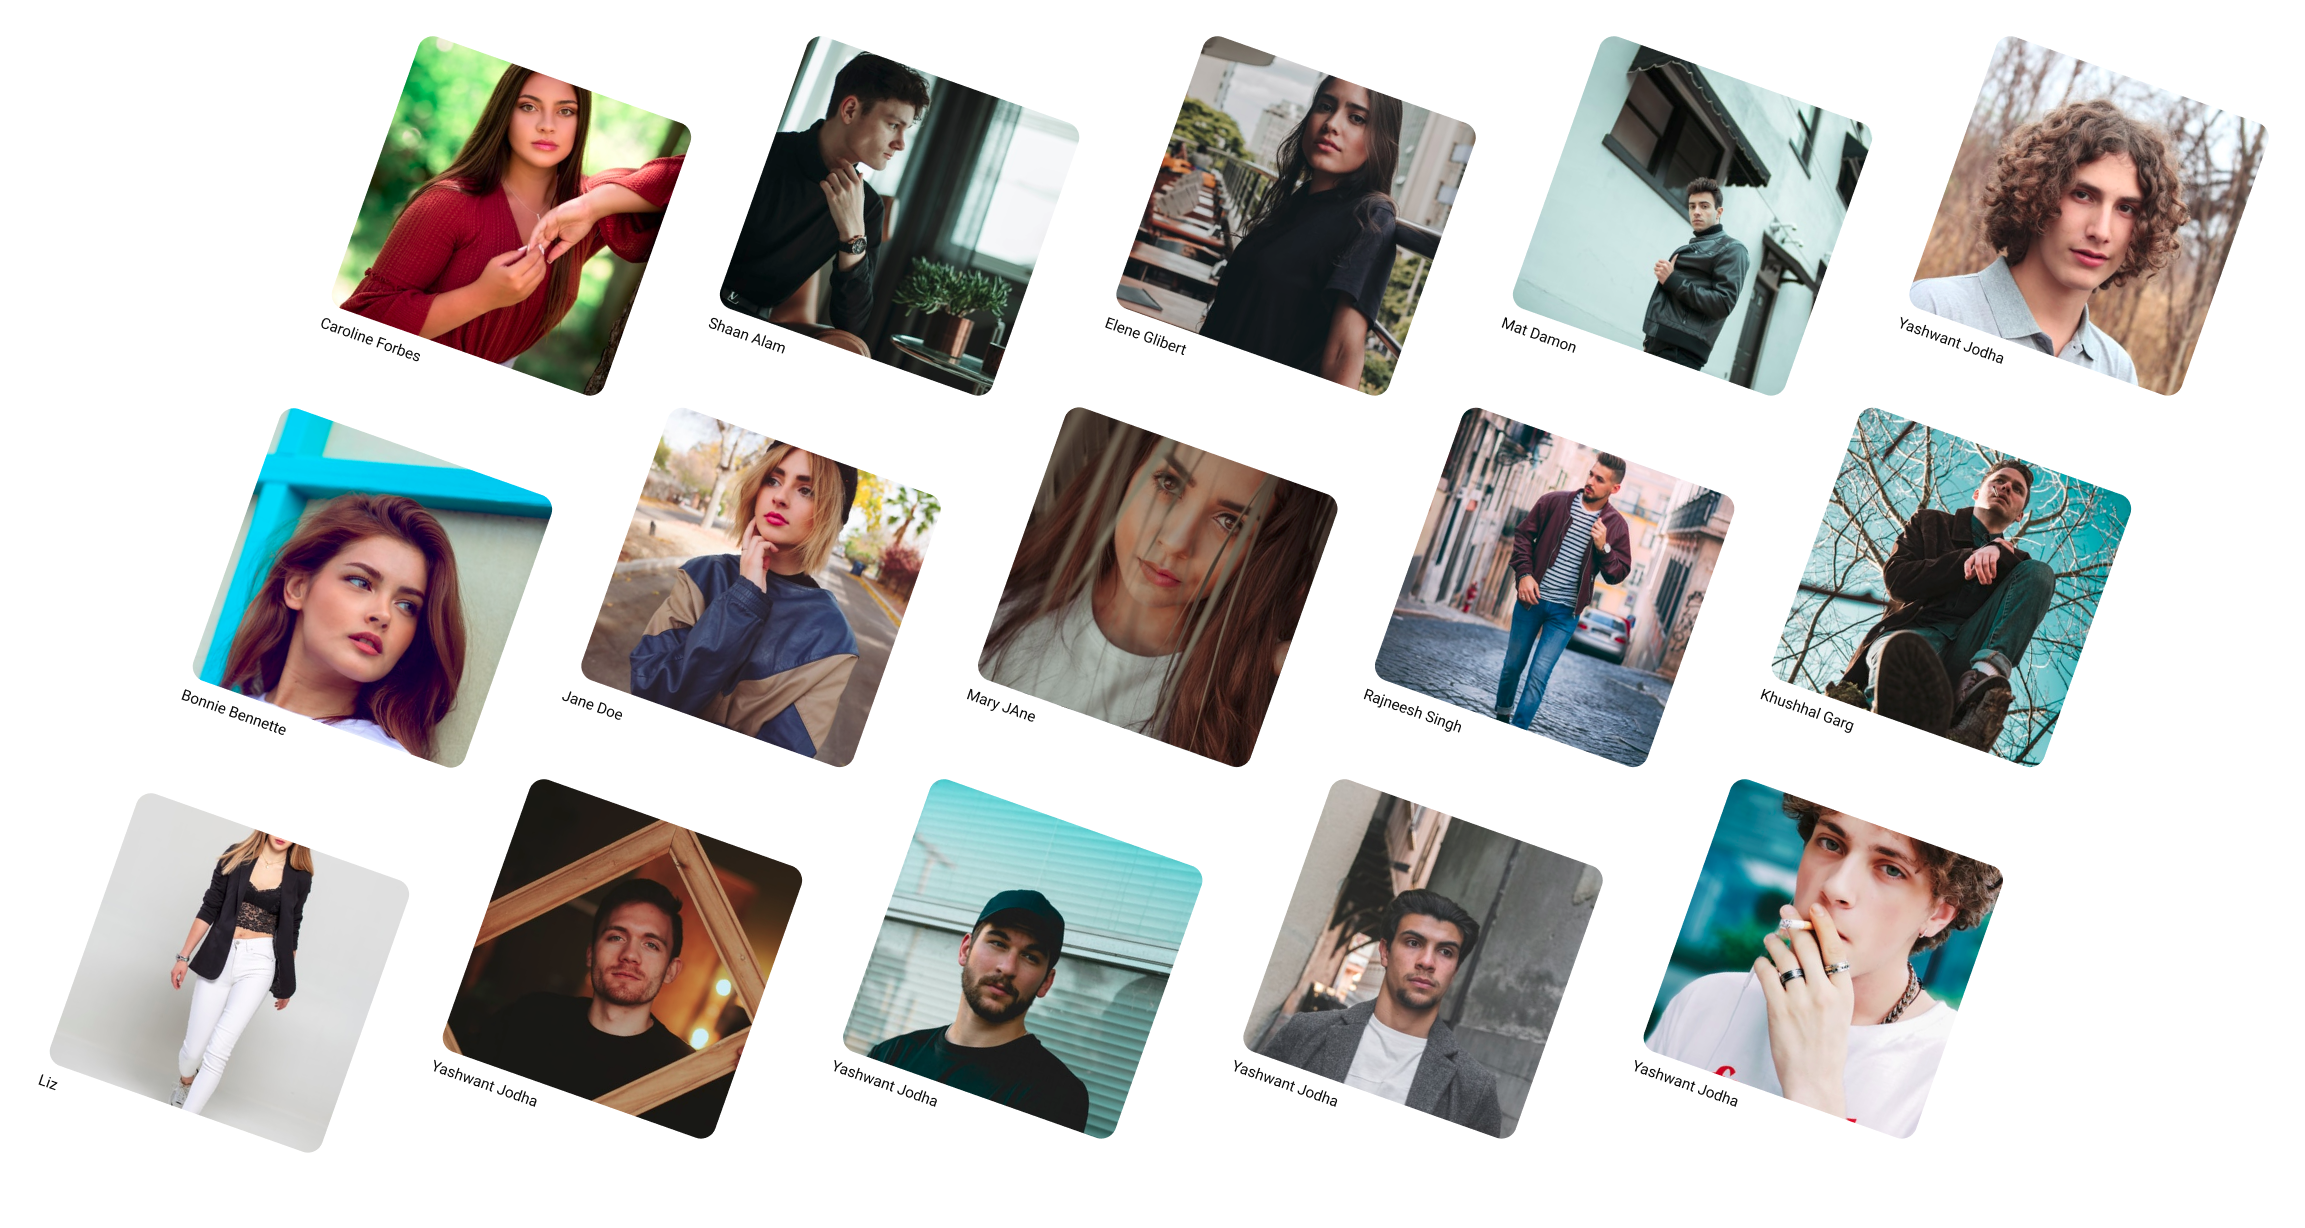 Caroline Forbes
Shaan Alam
Elene Glibert
Mat Damon
Yashwant Jodha
Bonnie Bennette
Jane Doe
Mary JAne
Rajneesh Singh
Khushhal Garg
Liz
Yashwant Jodha
Yashwant Jodha
Yashwant Jodha
Yashwant Jodha